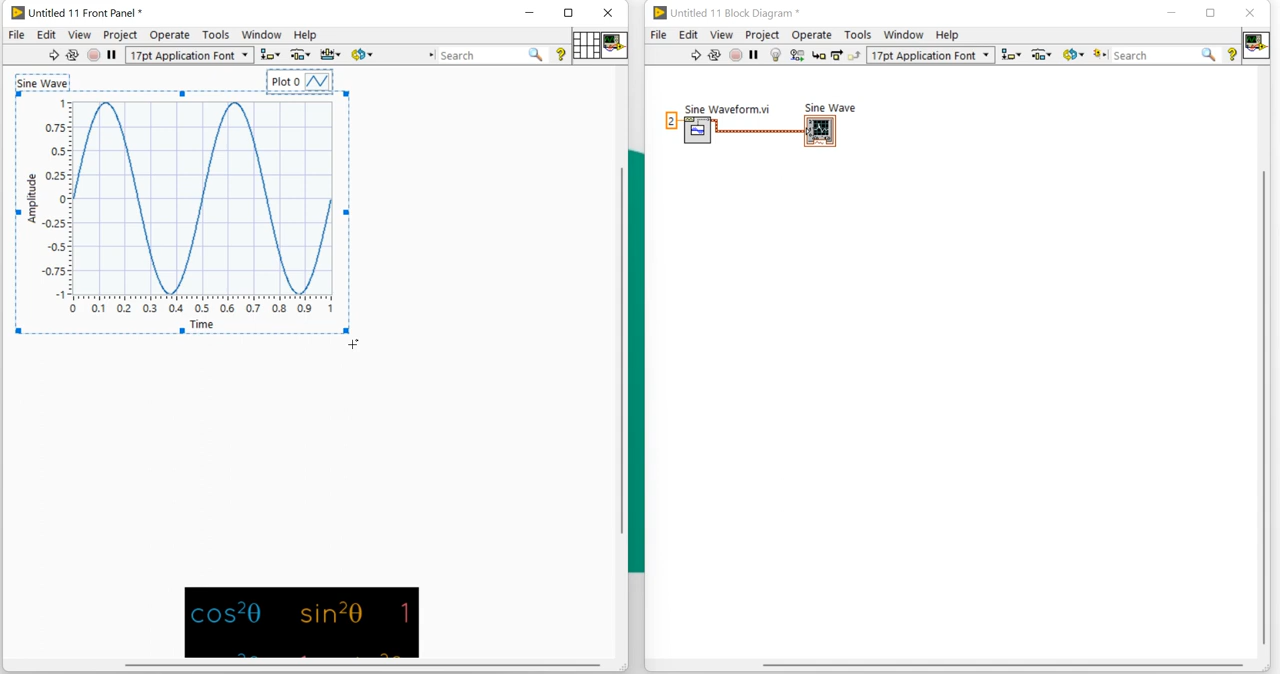 Untitled 11 Front Panel *
File Edit View Project Operate Tools Window Help
17pt Application Font
Search
?
Sine Wave
Plot 0
1
0.75
0.5
0.25
0
-0.25
-0.5
-0.75
-1
Amplitude
0 0.1 0.2 0.3 0.4 0.5 0.6 0.7 0.8 0.9 1
Time
cos²θ sin²θ 1
Untitled 11 Block Diagram *
File Edit View Project Operate Tools Window Help
17pt Application Font
Search
?
Sine Waveform.vi
Sine Wave
2